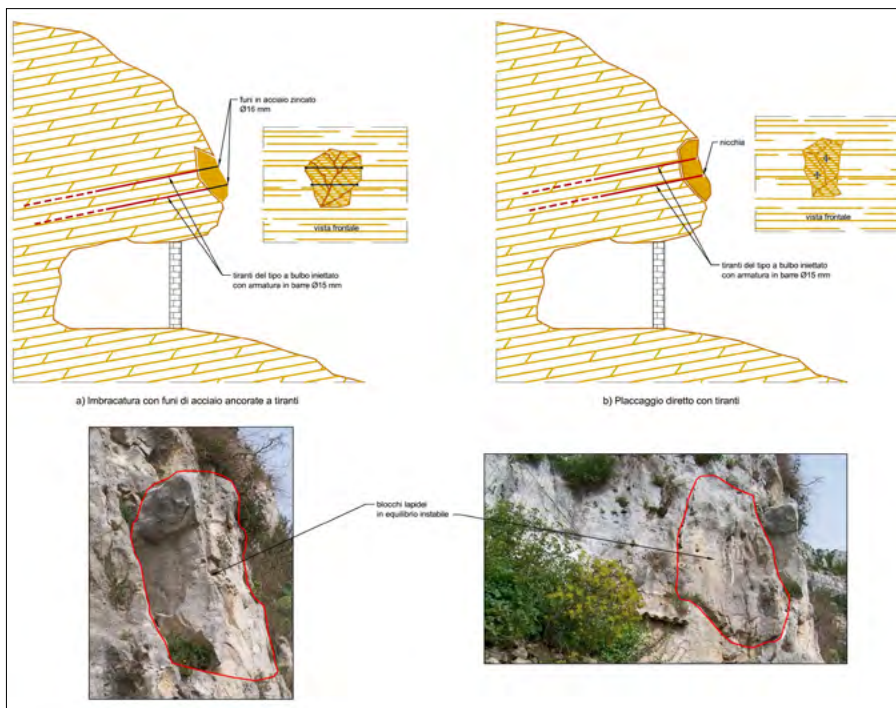 funi in acciaio zincato
Ø16 mm
vista frontale
tiranti del tipo a bulbo iniettato
con armatura in barre Ø15 mm
a) Imbracatura con funi di acciaio ancorate a tiranti
nicchia
vista frontale
tiranti del tipo a bulbo iniettato
con armatura in barre Ø15 mm
b) Placcaggio diretto con tiranti
blocchi lapidei
in equilibrio instabile